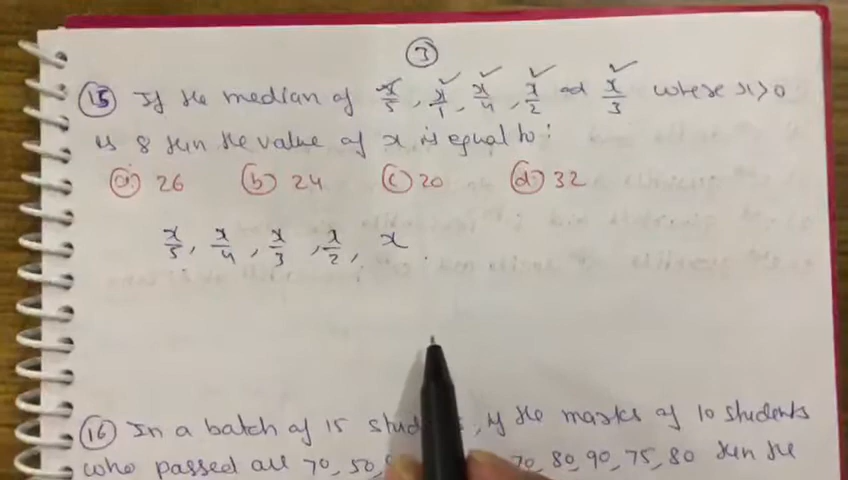 3
15 If the median of x/5, x/1, x/4, x/2 and x/3 where x>0
is 8 then the value of x is equal to:
a. 26 b 24 c 20 d. 32
x/5, x/4, x/3, x/2, x.
16 In a batch of 15 , if the marks of 10 students
who passed are 70, 50, 70, 80, 90, 75, 80 then the